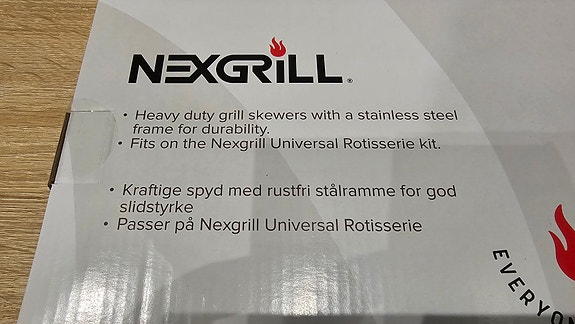 NEXGRILL®
• Heavy duty grill skewers with a stainless steel
frame for durability.
• Fits on the Nexgrill Universal Rotisserie kit.
• Kraftige spyd med rustfri stålramme for god
slidstyrke
• Passer på Nexgrill Universal Rotisserie